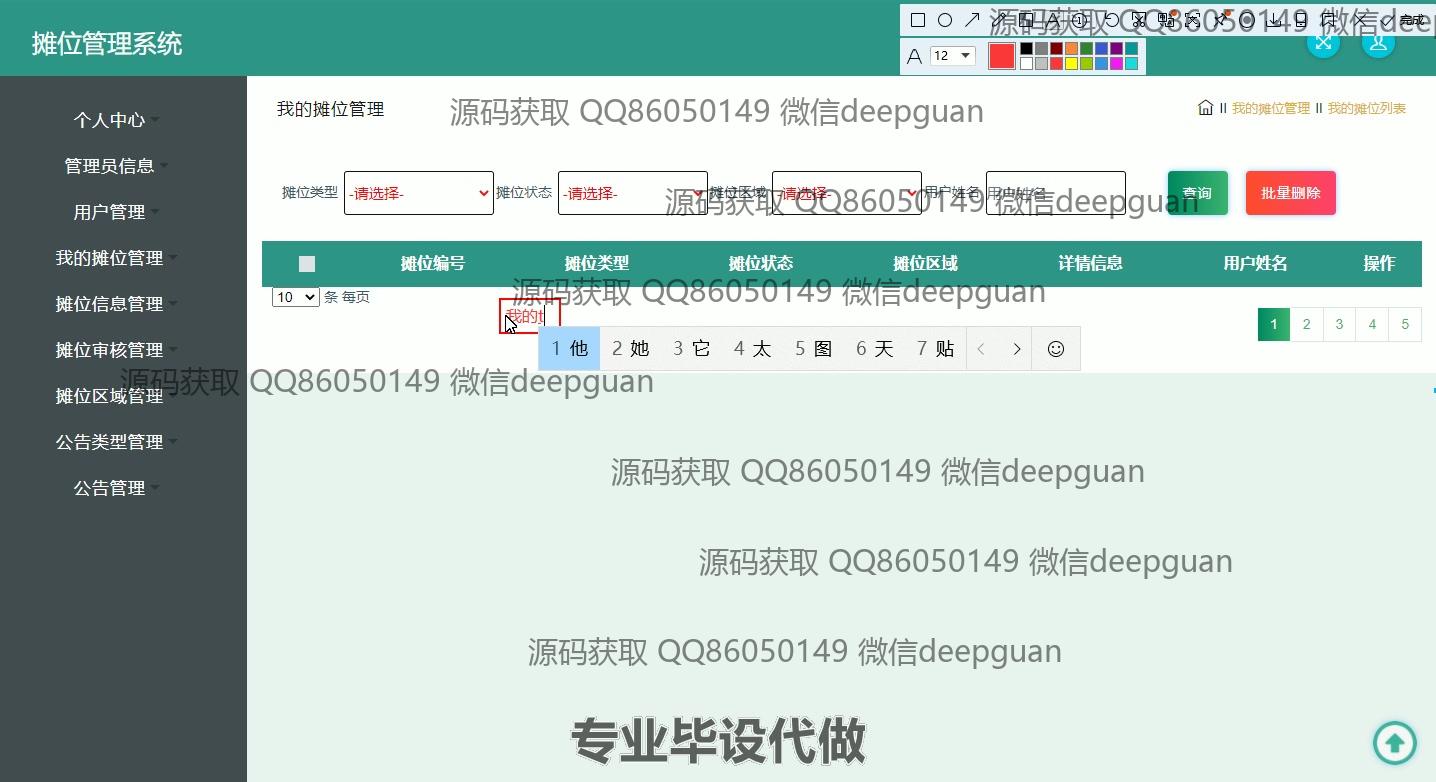 摊位管理系统
源码获取 QQ86050149 微信deep
完成
12
个人中心
管理员信息
用户管理
我的摊位管理
摊位信息管理
摊位审核管理
摊位区域管理
公告类型管理
公告管理
我的摊位管理
源码获取 QQ86050149 微信deepguan
我的摊位管理 II 我的摊位列表
摊位类型 -请选择- 摊位状态 -请选择- 摊位区域 -请选择- 用户姓名 用户姓名 查询 批量删除
源码获取 QQ86050149 微信deepguan
摊位编号 摊位类型 摊位状态 摊位区域 详情信息 用户姓名 操作
10 条 每页
源码获取 QQ86050149 微信deepguan
我的t
1 2 3 4 5
1 他 2 她 3 它 4 太 5 图 6 天 7 贴
源码获取 QQ86050149 微信deepguan
源码获取 QQ86050149 微信deepguan
源码获取 QQ86050149 微信deepguan
源码获取 QQ86050149 微信deepguan
专业毕设代做